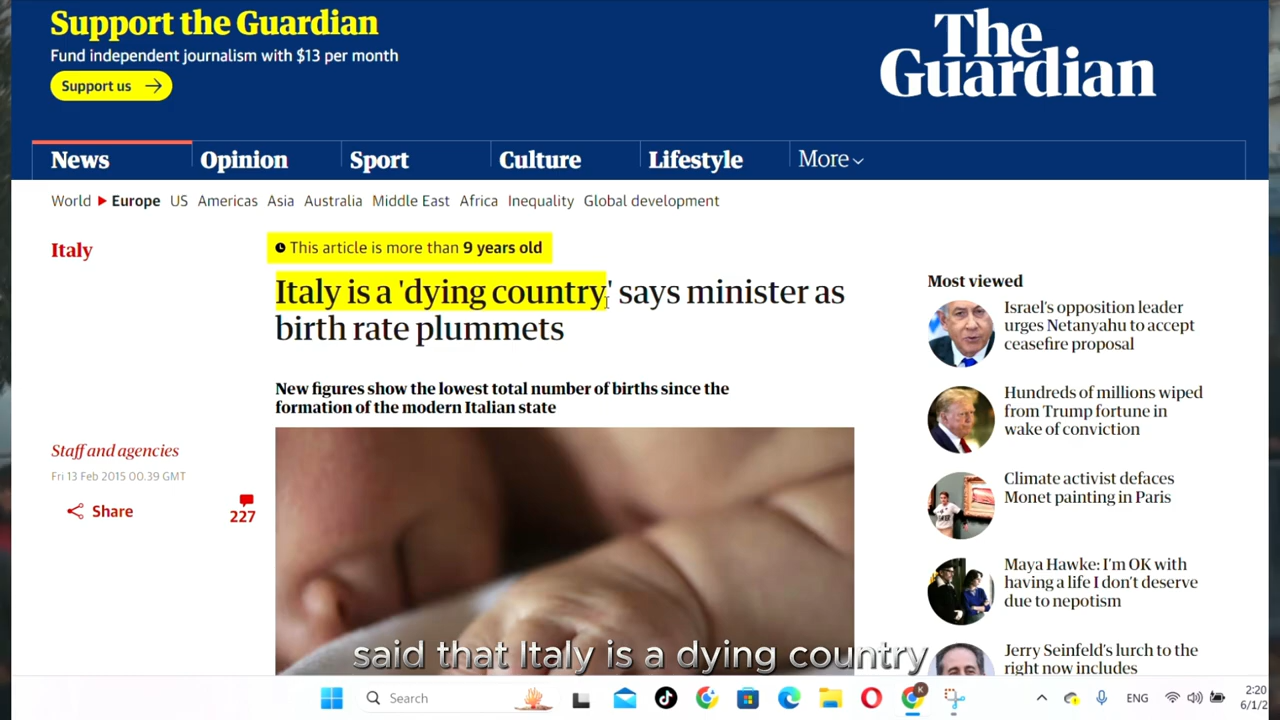 Support the Guardian
Fund independent journalism with $13 per month
Support us
The
Guardian
News Opinion Sport Culture Lifestyle More
World Europe US Americas Asia Australia Middle East Africa Inequality Global development
Italy
This article is more than 9 years old
Italy is a 'dying country' says minister as
birth rate plummets
New figures show the lowest total number of births since the
formation of the modern Italian state
Staff and agencies
Fri 13 Feb 2015 00.39 GMT
Share
227
Most viewed
Israel's opposition leader
urges Netanyahu to accept
ceasefire proposal
Hundreds of millions wiped
from Trump fortune in
wake of conviction
Climate activist defaces
Monet painting in Paris
Maya Hawke: I'm OK with
having a life I don't deserve
due to nepotism
Jerry Seinfeld's lurch to the
right now includes
said that Italy is a dying country
Search
K
ENG
2:20
6/1/2